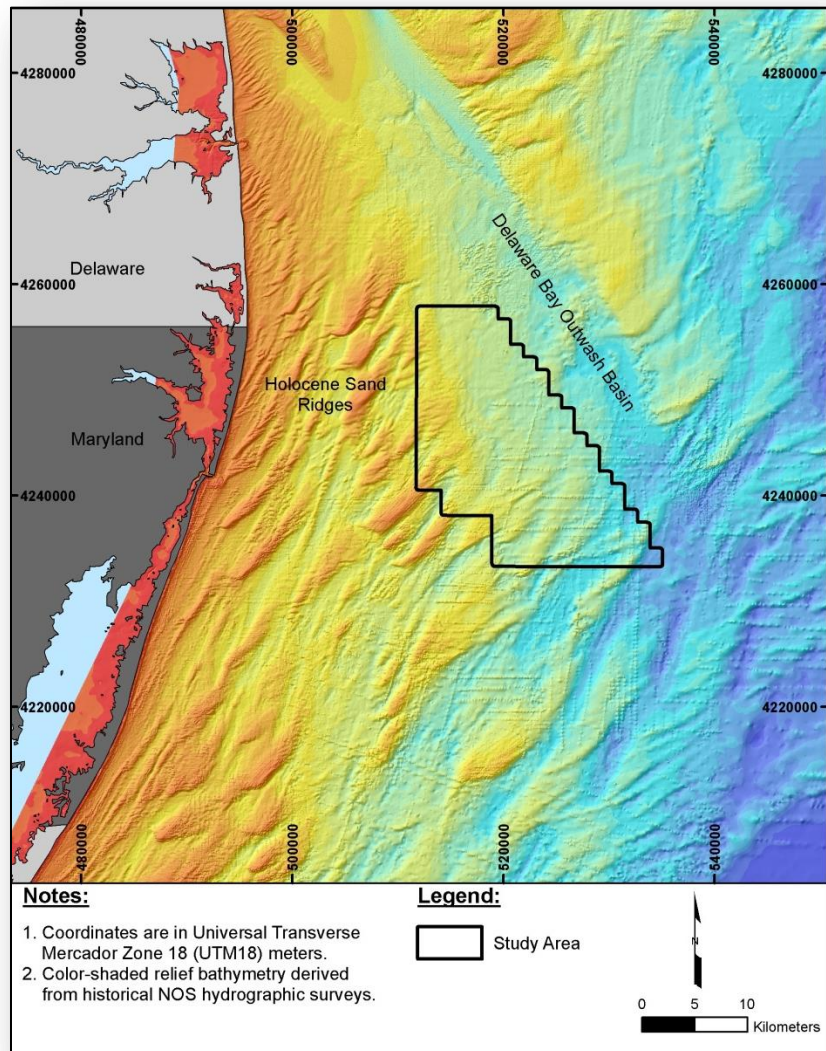 480000
500000
520000
540000
4280000
4280000
Delaware
4260000
4260000
Delaware Bay Outwash Basin
Holocene Sand
Ridges
Maryland
4240000
4240000
4220000
4220000
480000
500000
520000
540000
Notes:
1. Coordinates are in Universal Transverse
Mercador Zone 18 (UTM18) meters.
2. Color-shaded relief bathymetry derived
from historical NOS hydrographic surveys.
Legend:
Study Area
N
0 5 10
Kilometers